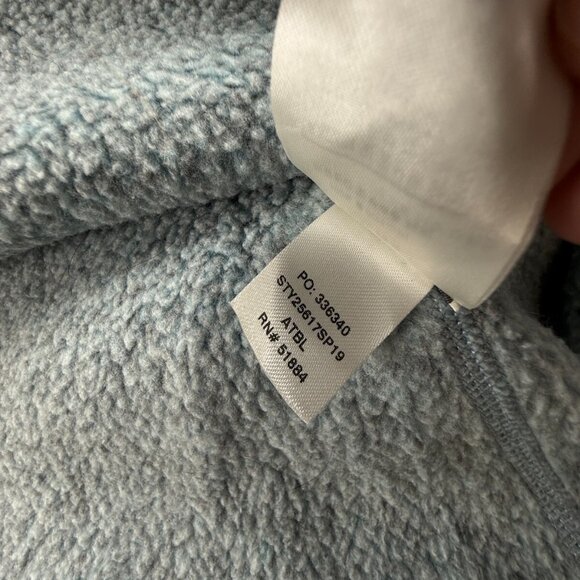 PO: 336340
STY25617SP19
ATBL
RN# 51884